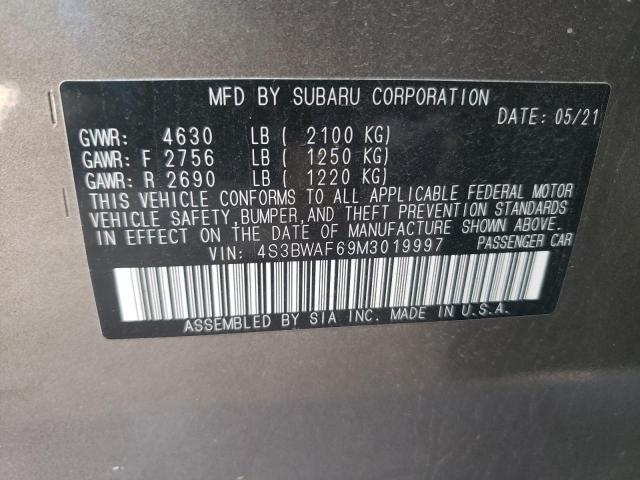 MFD BY SUBARU CORPORATION
DATE: 05/21
GVWR: 4630 LB ( 2100 KG)
GAWR: F 2756 LB ( 1250 KG)
GAWR: R 2690 LB ( 1220 KG)
THIS VEHICLE CONFORMS TO ALL APPLICABLE FEDERAL MOTOR
VEHICLE SAFETY, BUMPER, AND THEFT PREVENTION STANDARDS
IN EFFECT ON THE DATE OF MANUFACTURE SHOWN ABOVE.
VIN: 4S3BWAF69M3019997 PASSENGER CAR
ASSEMBLED BY SIA INC. MADE IN U.S.A.